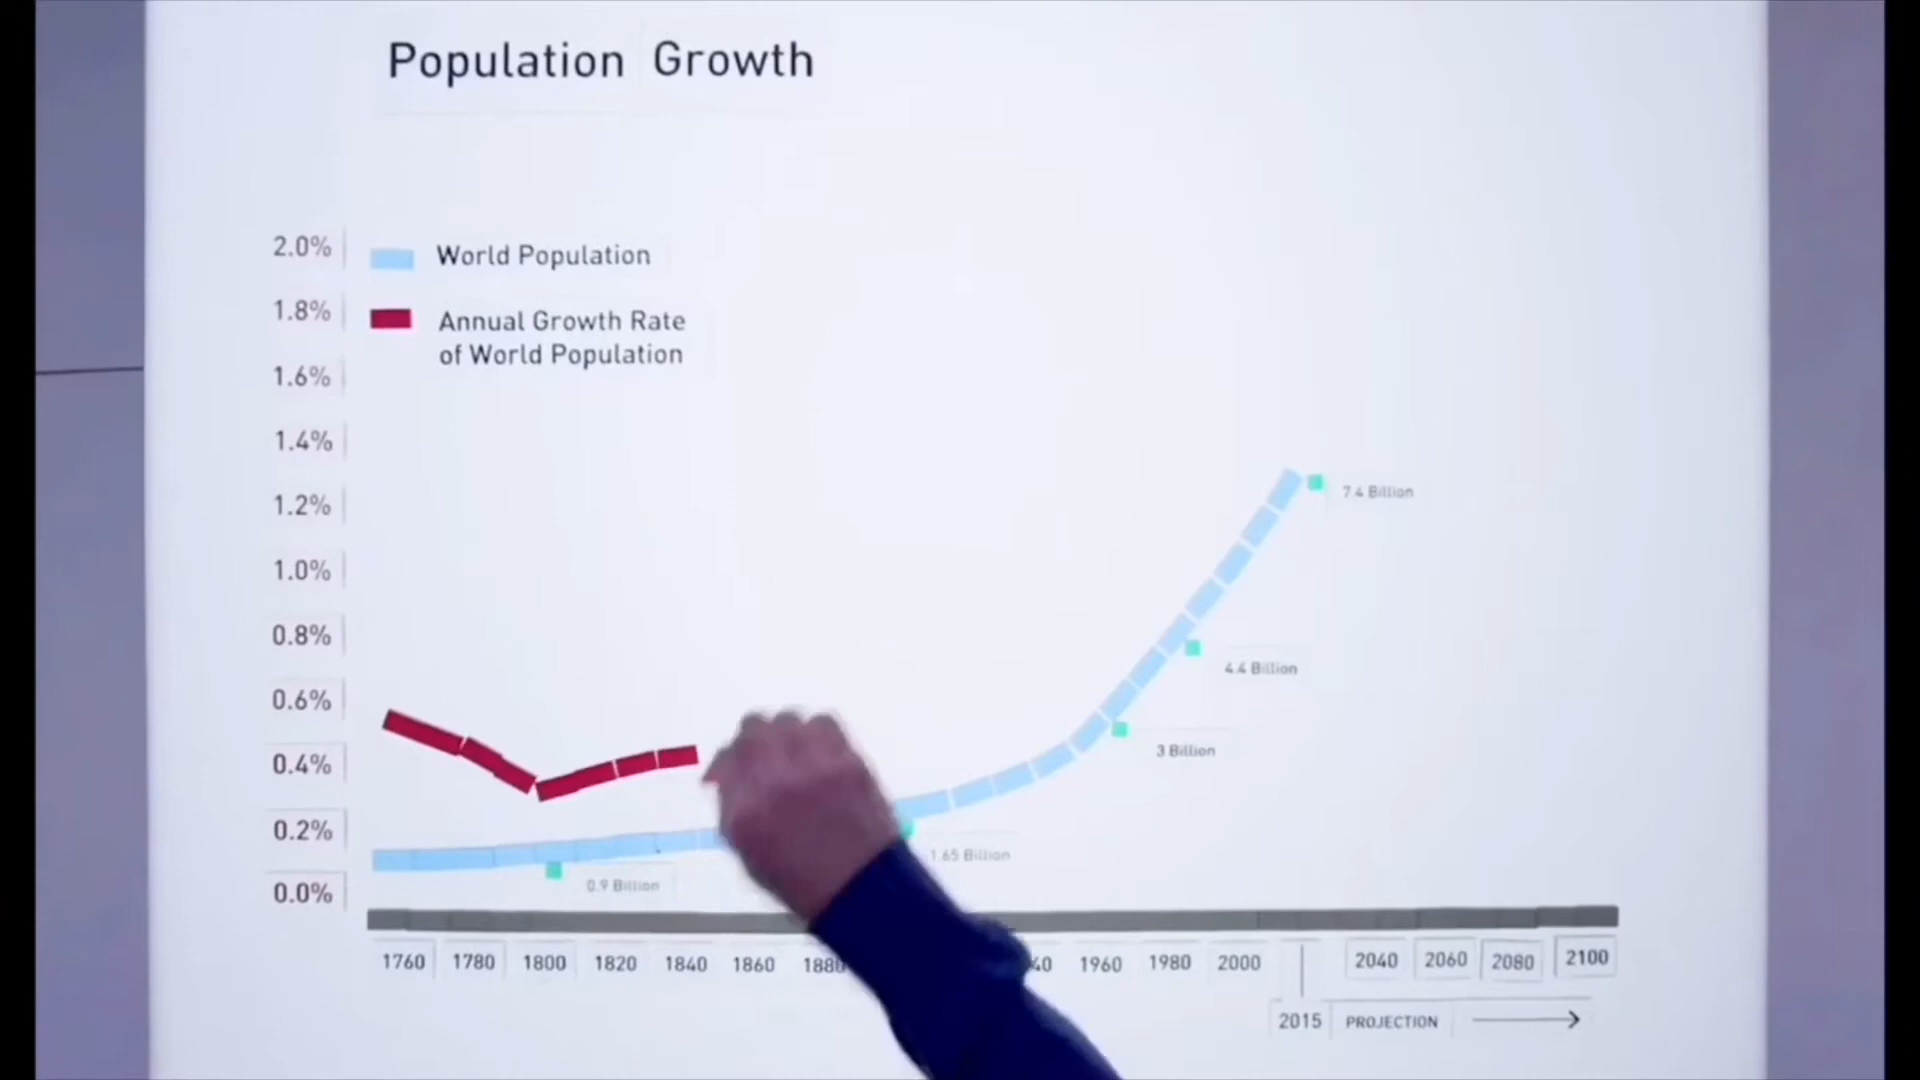 Population Growth
2.0%
World Population
1.8%
Annual Growth Rate
of World Population
1.6%
1.4%
1.2%
7.4 Billion
1.0%
0.8%
4.4 Billion
0.6%
3 Billion
0.4%
0.2%
1.65 Billion
0.9 Billion
0.0%
1760 1780 1800 1820 1840 1860 1880 40 1960 1980 2000 2040 2060 2080 2100
2015 PROJECTION